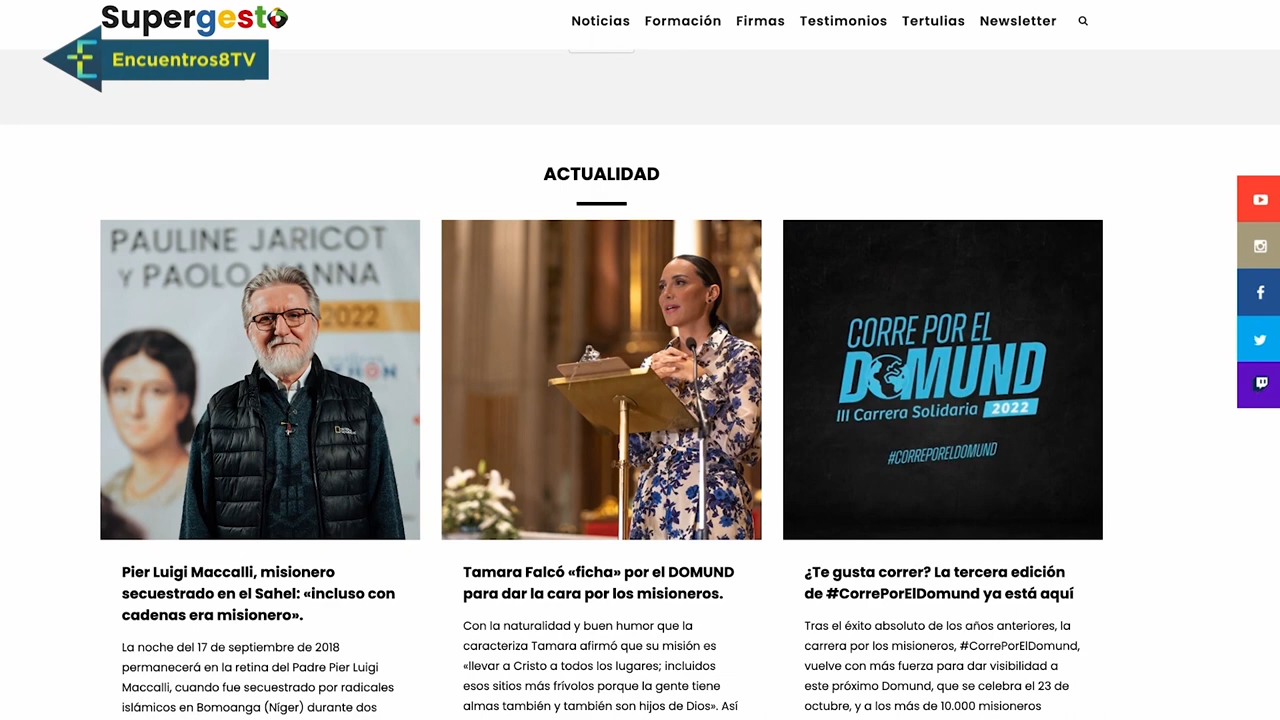 Supergesto
Noticias Formación Firmas Testimonios Tertulias Newsletter
Encuentros8TV
ACTUALIDAD
PAULINE JARICOT
Y PAOLO MANNA
2022
CORRE POR EL
DOMUND
III Carrera Solidaria 2022
#CORREPORELDOMUND
Pier Luigi Maccalli, misionero
secuestrado en el Sahel: «incluso con
cadenas era misionero».
La noche del 17 de septiembre de 2018
permanecerá en la retina del Padre Pier Luigi
Maccalli, cuando fue secuestrado por radicales
islámicos en Bomoanga (Níger) durante dos
Tamara Falcó «ficha» por el DOMUND
para dar la cara por los misioneros.
Con la naturalidad y buen humor que la
caracteriza Tamara afirmó que su misión es
«llevar a Cristo a todos los lugares; incluidos
esos sitios más frívolos porque la gente tiene
almas también y también son hijos de Dios». Así
¿Te gusta correr? La tercera edición
de #CorrePorElDomund ya está aquí
Tras el éxito absoluto de los años anteriores, la
carrera por los misioneros, #CorrePorElDomund,
vuelve con más fuerza para dar visibilidad a
este próximo Domund, que se celebra el 23 de
octubre, y a los más de 10.000 misioneros